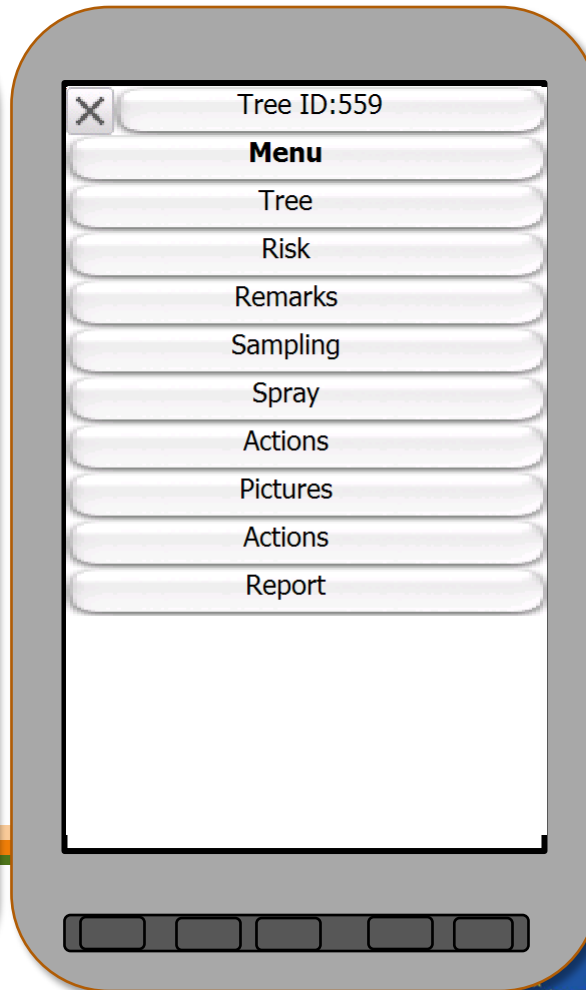 Tree ID:559
Menu
Tree
Risk
Remarks
Sampling
Spray
Actions
Pictures
Actions
Report